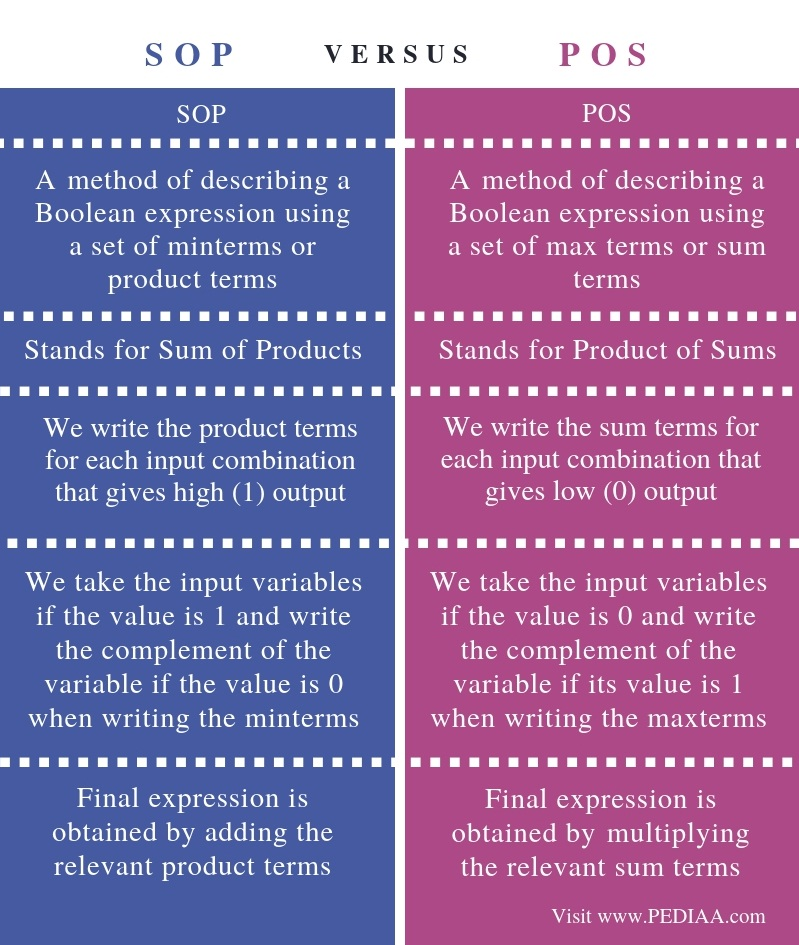 SOP VERSUS POS
SOP
A method of describing a
Boolean expression using
a set of minterms or
product terms
Stands for Sum of Products
We write the product terms
for each input combination
that gives high (1) output
We take the input variables
if the value is 1 and write
the complement of the
variable if the value is 0
when writing the minterms
Final expression is
obtained by adding the
relevant product terms
POS
A method of describing a
Boolean expression using
a set of max terms or sum
terms
Stands for Product of Sums
We write the sum terms for
each input combination that
gives low (0) output
We take the input variables
if the value is 0 and write
the complement of the
variable if its value is 1
when writing the maxterms
Final expression is
obtained by multiplying
the relevant sum terms
Visit www.PEDIAA.com